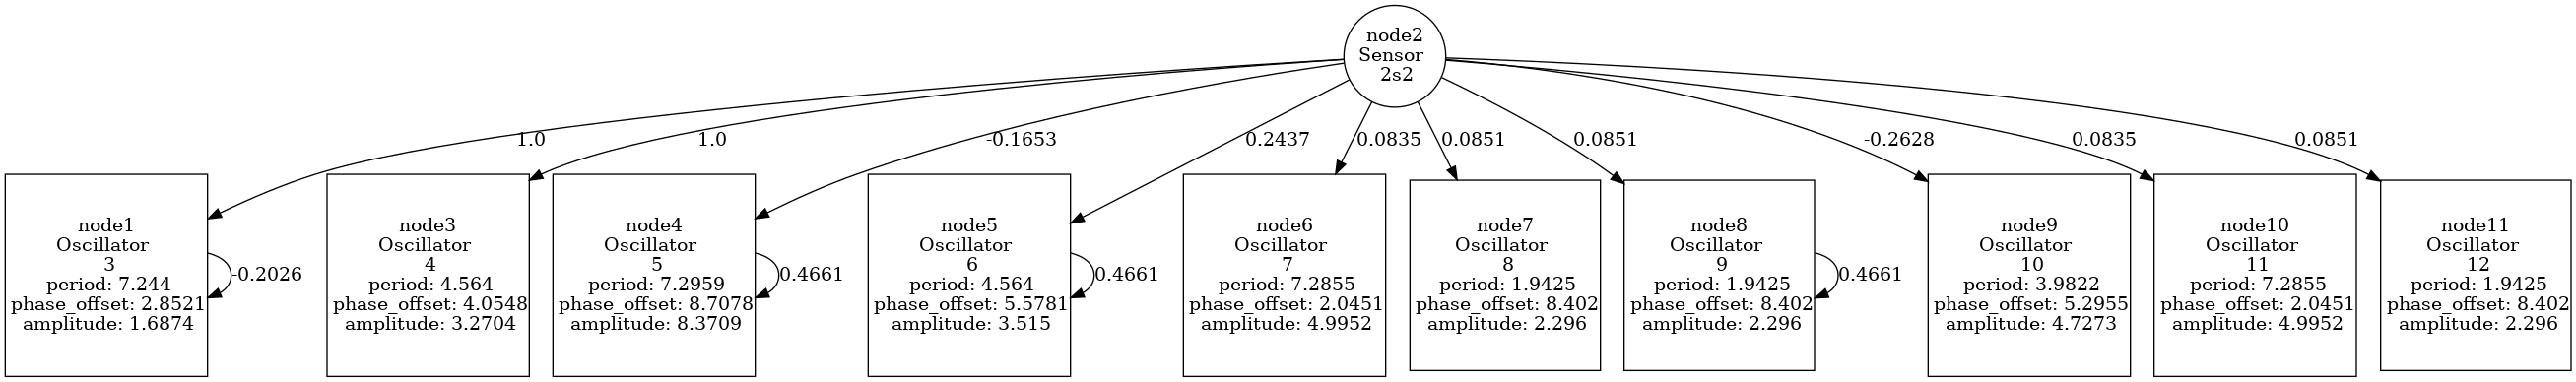 node2
Sensor
2s2
1.0
1.0
-0.1653
0.2437
0.0835
0.0851
0.0851
-0.2628
0.0835
0.0851
node1
Oscillator
3
period: 7.244
phase_offset: 2.8521
amplitude: 1.6874
-0.2026
node3
Oscillator
4
period: 4.564
phase_offset: 4.0548
amplitude: 3.2704
node4
Oscillator
5
period: 7.2959
phase_offset: 8.7078
amplitude: 8.3709
0.4661
node5
Oscillator
6
period: 4.564
phase_offset: 5.5781
amplitude: 3.515
0.4661
node6
Oscillator
7
period: 7.2855
phase_offset: 2.0451
amplitude: 4.9952
node7
Oscillator
8
period: 1.9425
phase_offset: 8.402
amplitude: 2.296
node8
Oscillator
9
period: 1.9425
phase_offset: 8.402
amplitude: 2.296
0.4661
node9
Oscillator
10
period: 3.9822
phase_offset: 5.2955
amplitude: 4.7273
node10
Oscillator
11
period: 7.2855
phase_offset: 2.0451
amplitude: 4.9952
node11
Oscillator
12
period: 1.9425
phase_offset: 8.402
amplitude: 2.296